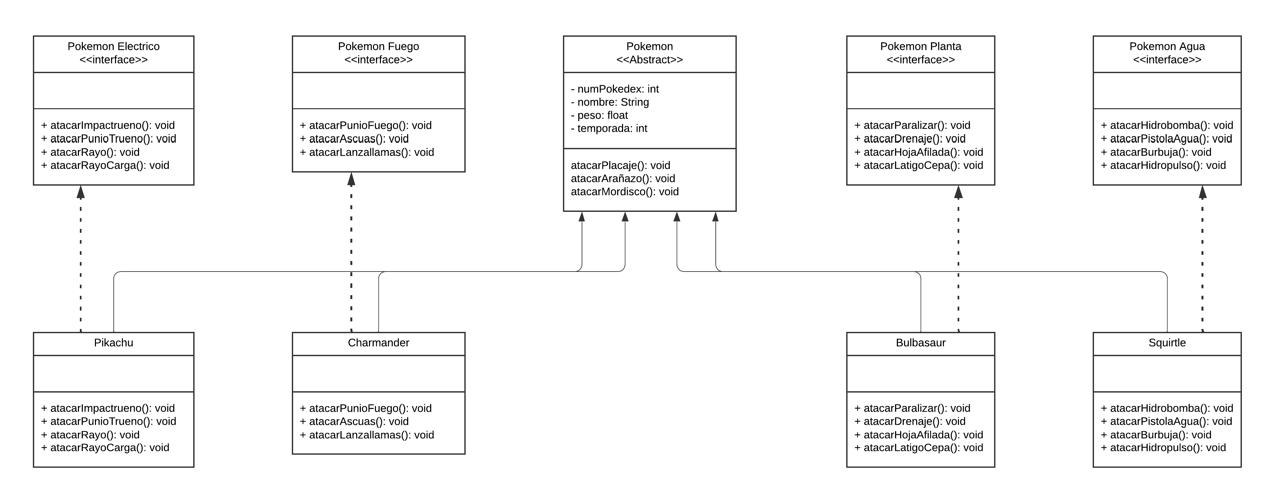 Pokemon Electrico
<<interface>>
+ atacarImpactrueno(): void
+ atacarPunioTrueno(): void
+ atacarRayo(): void
+ atacarRayoCarga(): void
Pokemon Fuego
<<interface>>
+ atacarPunioFuego(): void
+ atacarAscuas(): void
+ atacarLanzallamas(): void
Pokemon
<<Abstract>>
- numPokedex: int
- nombre: String
- peso: float
- temporada: int
atacarPlacaje(): void
atacarArañazo(): void
atacarMordisco(): void
Pokemon Planta
<<interface>>
+ atacarParalizar(): void
+ atacarDrenaje(): void
+ atacarHojaAfilada(): void
+ atacarLatigoCepa(): void
Pokemon Agua
<<interface>>
+ atacarHidrobomba(): void
+ atacarPistolaAgua(): void
+ atacarBurbuja(): void
+ atacarHidropulso(): void
Pikachu
+ atacarImpactrueno(): void
+ atacarPunioTrueno(): void
+ atacarRayo(): void
+ atacarRayoCarga(): void
Charmander
+ atacarPunioFuego(): void
+ atacarAscuas(): void
+ atacarLanzallamas(): void
Bulbasaur
+ atacarParalizar(): void
+ atacarDrenaje(): void
+ atacarHojaAfilada(): void
+ atacarLatigoCepa(): void
Squirtle
+ atacarHidrobomba(): void
+ atacarPistolaAgua(): void
+ atacarBurbuja(): void
+ atacarHidropulso(): void